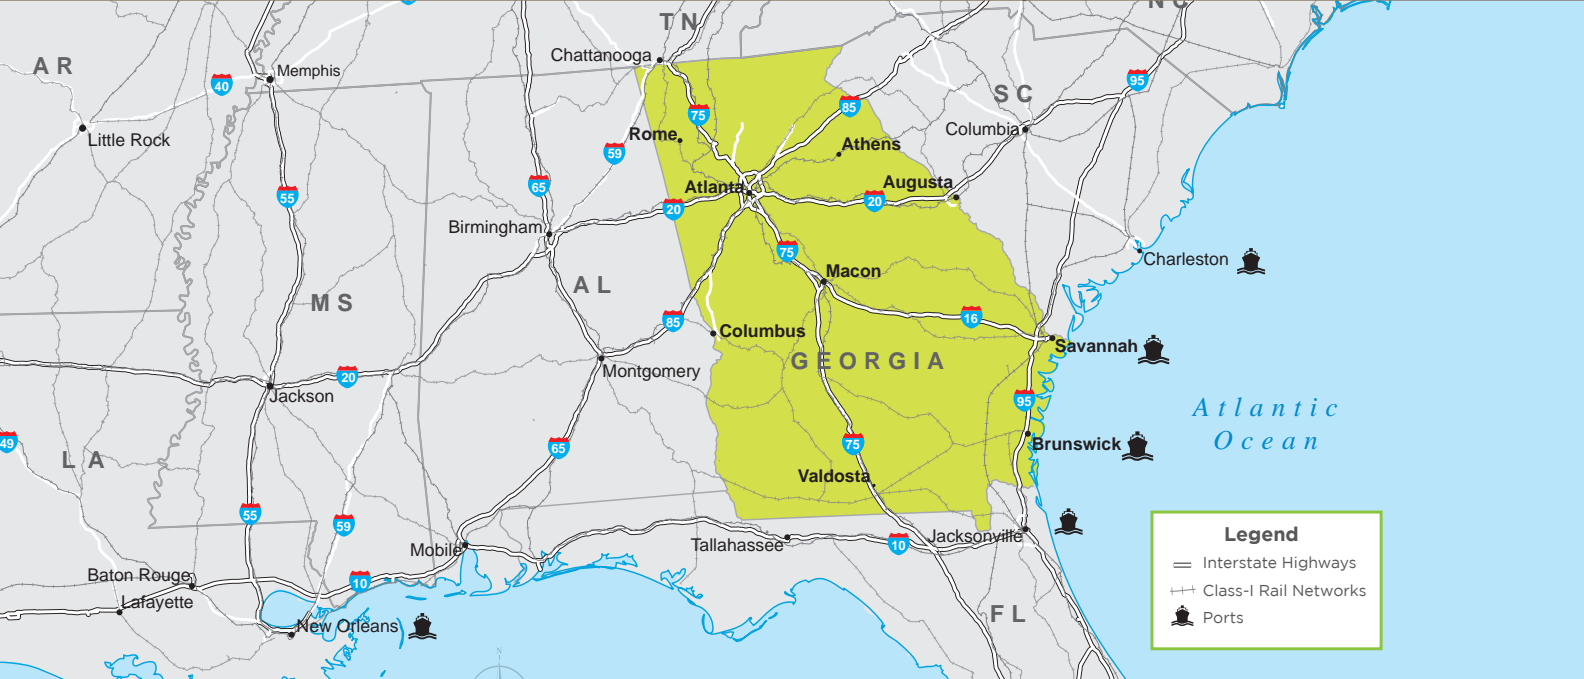 TN
NC
Chattanooga
AR
Memphis
40
95
75
85
SC
Columbia
Little Rock
Rome
59
Athens
55
65
Atlanta
Augusta
20
20
Birmingham
75
Charleston
Macon
AL
MS
85
16
Columbus
Savannah
GEORGIA
Montgomery
20
Jackson
95
Atlantic
Ocean
49
LA
65
75
Brunswick
Valdosta
55
59
Jacksonville
Mobile
Tallahassee
10
Baton Rouge
10
Lafayette
New Orleans
FL
Legend
Interstate Highways
Class-I Rail Networks
Ports
N